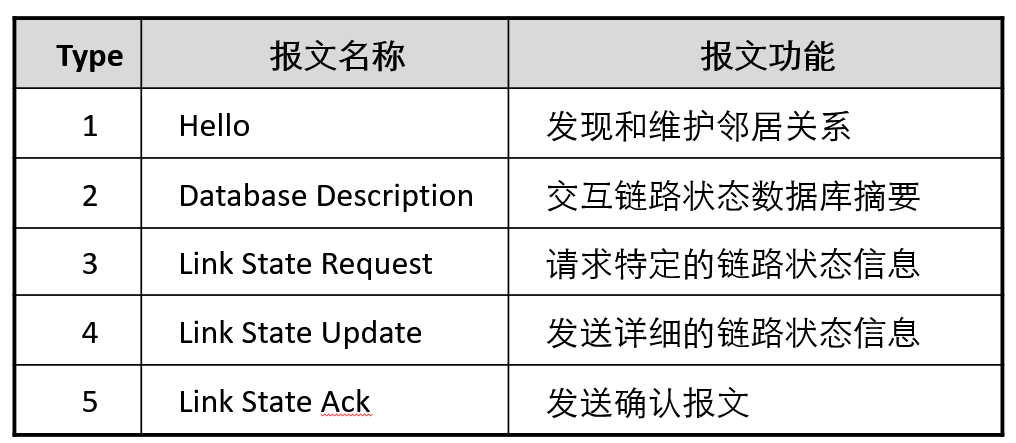 Type 报文名称 报文功能
1 Hello 发现和维护邻居关系
2 Database Description 交互链路状态数据库摘要
3 Link State Request 请求特定的链路状态信息
4 Link State Update 发送详细的链路状态信息
5 Link State Ack 发送确认报文